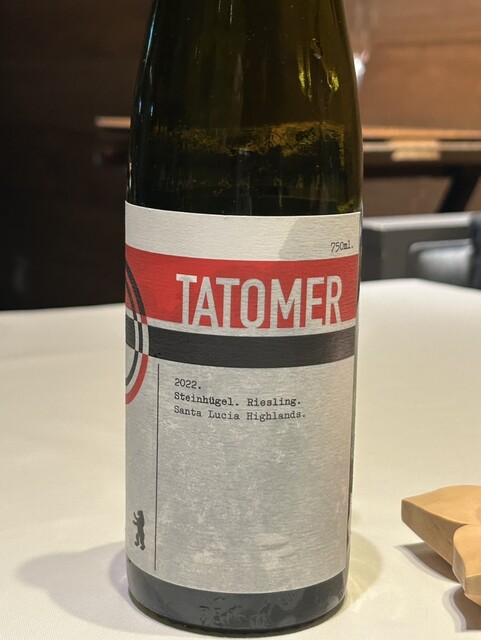 750ml.
TATOMER
2022.
Steinhügel. Riesling.
Santa Lucia Highlands.